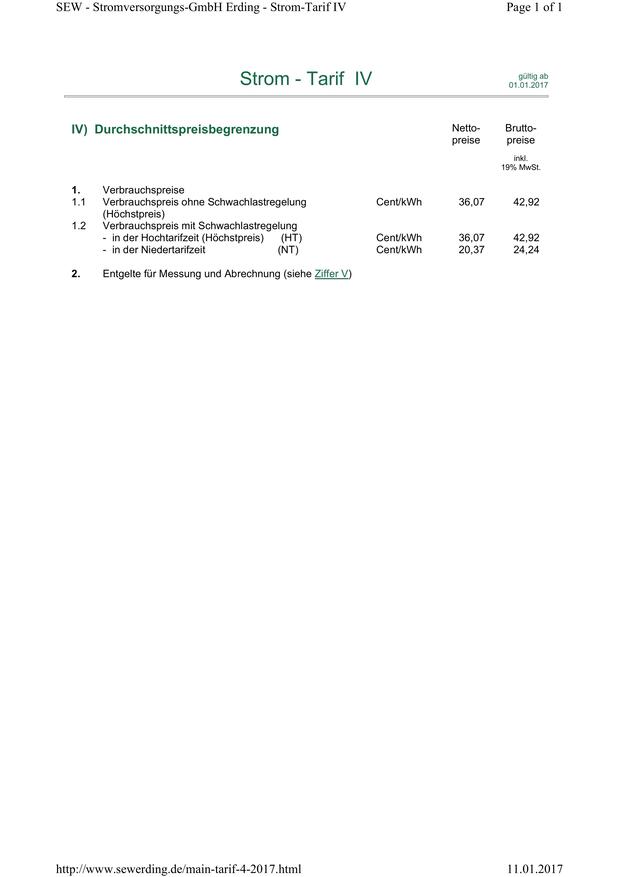 SEW - Stromversorgungs-GmbH Erding - Strom-Tarif IV Page 1 of 1
Strom - Tarif IV
gültig ab
01.01.2017
IV) Durchschnittspreisbegrenzung
Netto-
preise
Brutto-
preise
inkl.
19% MwSt.
1. Verbrauchspreise
1.1 Verbrauchspreis ohne Schwachlastregelung Cent/kWh 36,07 42,92
(Höchstpreis)
1.2 Verbrauchspreis mit Schwachlastregelung
- in der Hochtarifzeit (Höchstpreis) (HT) Cent/kWh 36,07 42,92
- in der Niedertarifzeit (NT) Cent/kWh 20,37 24,24
2. Entgelte für Messung und Abrechnung (siehe Ziffer V)
http://www.sewerding.de/main-tarif-4-2017.html 11.01.2017